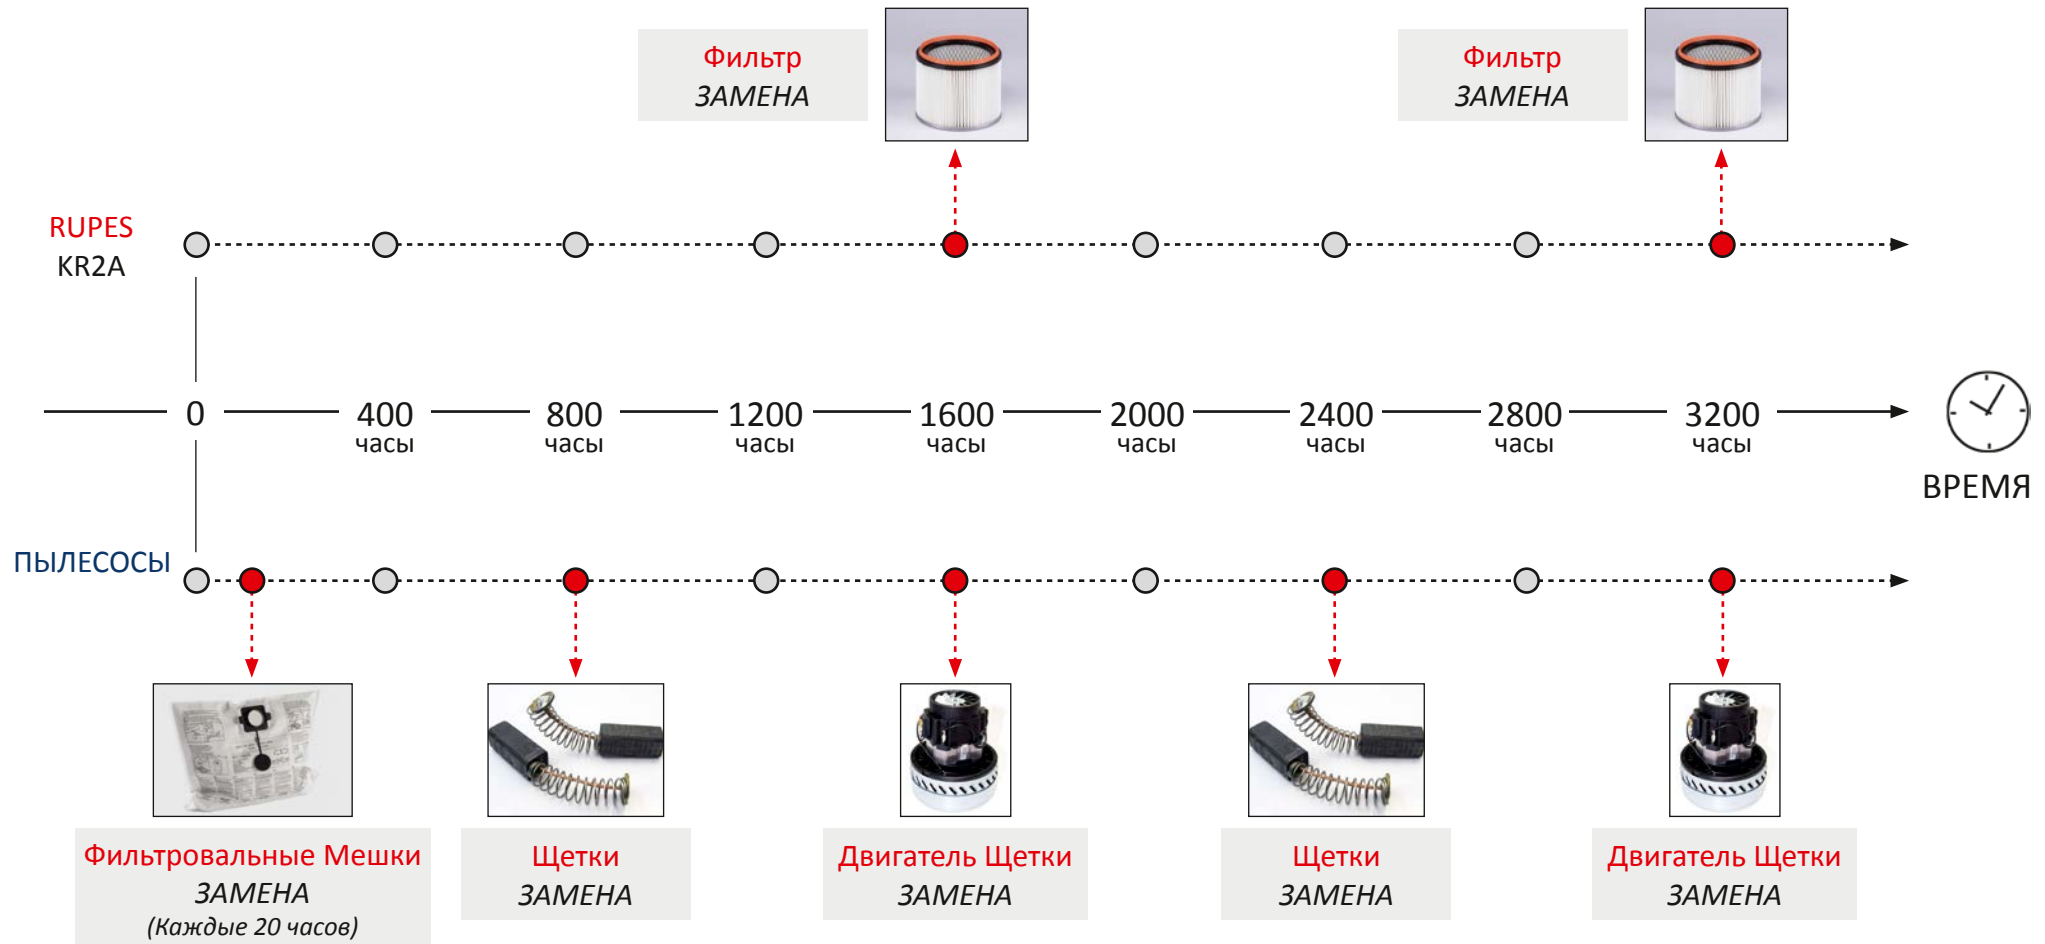 Фильтр
ЗАМЕНА
Фильтр
ЗАМЕНА
RUPES
KR2A
0
400
часы
800
часы
1200
часы
1600
часы
2000
часы
2400
часы
2800
часы
3200
часы
ВРЕМЯ
ПЫЛЕСОСЫ
Фильтровальные Мешки
ЗАМЕНА
(Каждые 20 часов)
Щетки
ЗАМЕНА
Двигатель Щетки
ЗАМЕНА
Щетки
ЗАМЕНА
Двигатель Щетки
ЗАМЕНА